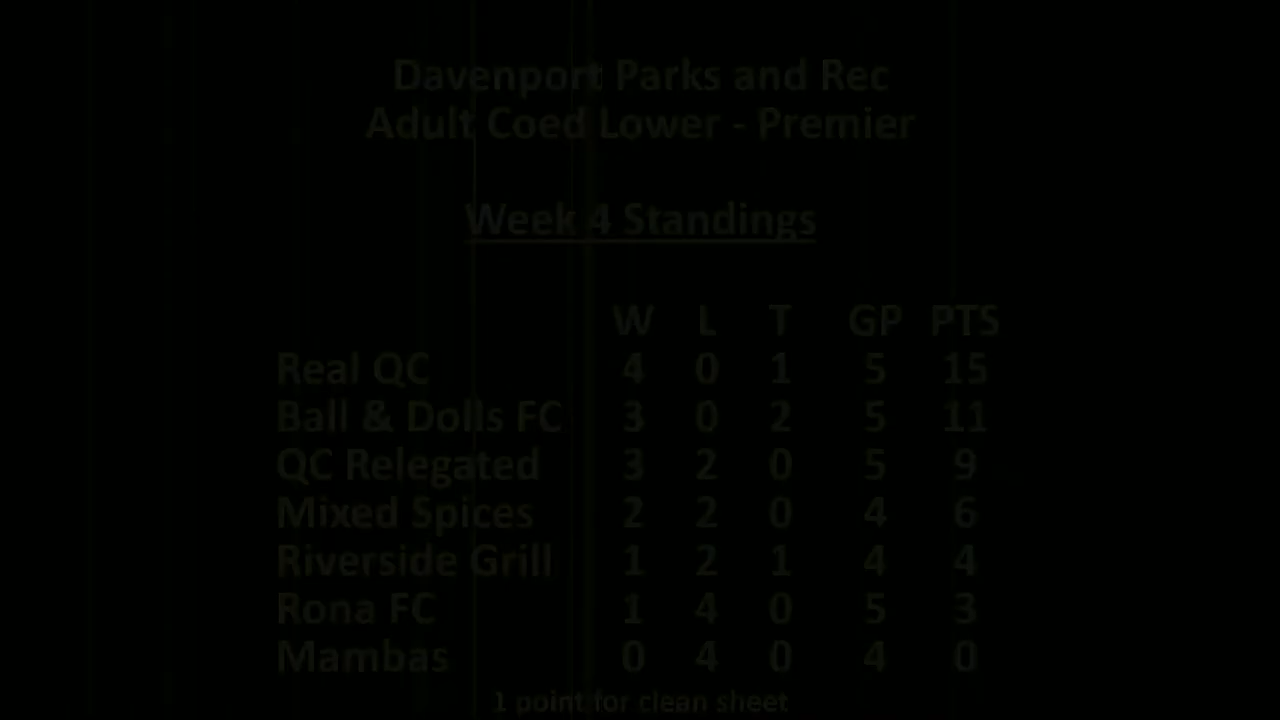 Davenport Parks and Rec
Adult Coed Lower - Premier
Week 4 Standings
W L T GP PTS
Real QC 4 0 1 5 15
Ball & Dolls FC 3 0 2 5 11
QC Relegated 3 2 0 5 9
Mixed Spices 2 2 0 4 6
Riverside Grill 1 2 1 4 4
Rona FC 1 4 0 5 3
Mambas 0 4 0 4 0
1 point for clean sheet